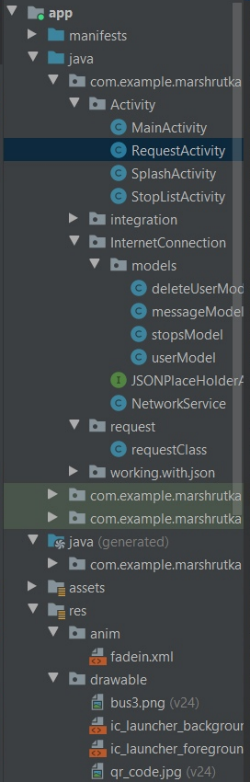 app
manifests
java
com.example.marshrutka
Activity
MainActivity
RequestActivity
SplashActivity
StopListActivity
integration
InternetConnection
models
deleteUserMod
messageModel
stopsModel
userModel
JSONPlaceHolderA
NetworkService
request
requestClass
working.with.json
com.example.marshrutka
com.example.marshrutka
java (generated)
com.example.marshrutka
assets
res
anim
fadein.xml
drawable
bus3.png (v24)
ic_launcher_backgroun
ic_launcher_foregroun
qr_code.jpg (v24)